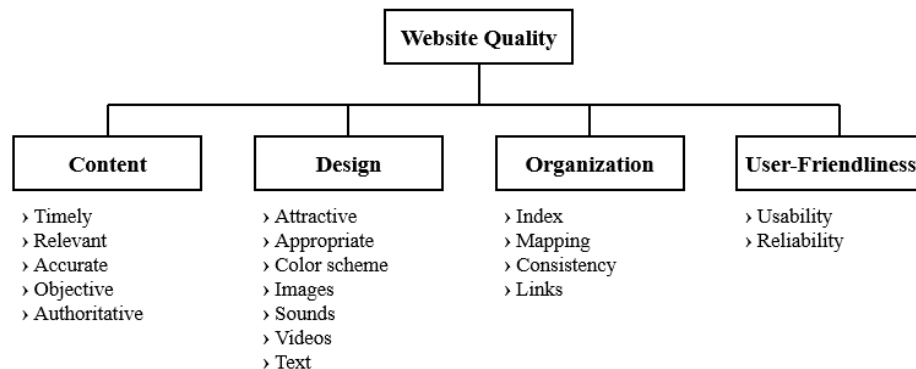 Website Quality
Content
› Timely
› Relevant
› Accurate
› Objective
› Authoritative
Design
› Attractive
› Appropriate
› Color scheme
› Images
› Sounds
› Videos
› Text
Organization
› Index
› Mapping
› Consistency
› Links
User-Friendliness
› Usability
› Reliability